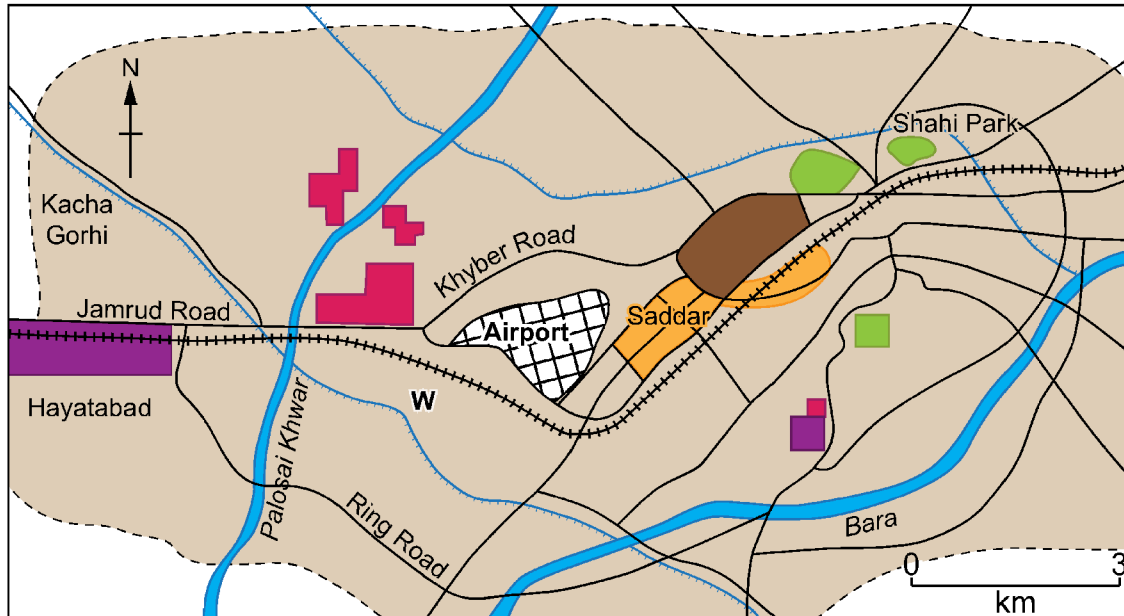 N
Shahi Park
Kacha
Gorhi
Khyber Road
Jamrud Road
Saddar
Airport
Hayatabad
W
Palosai Khwar
Ring Road
Bara
0 3
km